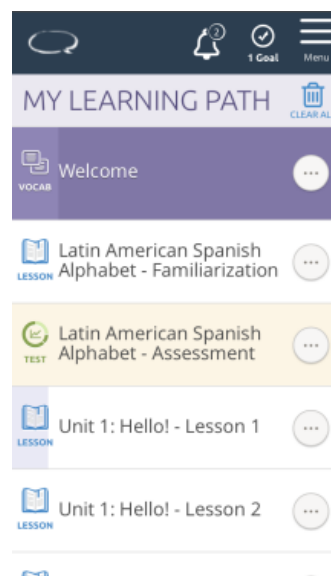 2
1 Goal
Menu
MY LEARNING PATH
CLEAR AL
VOCAB
Welcome
LESSON
Latin American Spanish
Alphabet - Familiarization
TEST
Latin American Spanish
Alphabet - Assessment
LESSON
Unit 1: Hello! - Lesson 1
LESSON
Unit 1: Hello! - Lesson 2